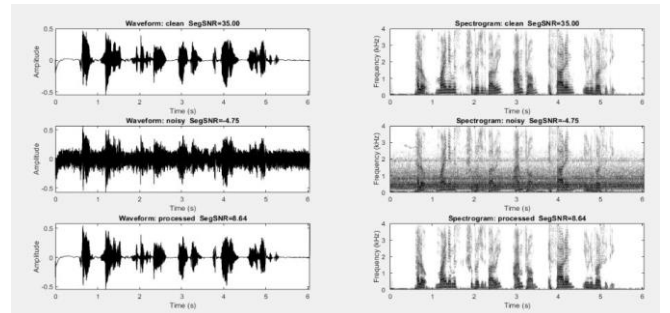 Waveform: clean SegSNR=35.00
0.5
0
-0.5
Amplitude
0 1 2 3 4 5 6
Time (s)
Spectrogram: clean SegSNR=35.00
4
2
0
Frequency (kHz)
0 1 2 3 4 5 6
Time (s)
Waveform: noisy SegSNR=-4.75
0.5
0
-0.5
Amplitude
0 1 2 3 4 5 6
Time (s)
Spectrogram: noisy SegSNR=-4.75
4
3
2
1
0
Frequency (kHz)
0 1 2 3 4 5 6
Time (s)
Waveform: processed SegSNR=8.64
0.5
0
-0.5
Amplitude
0 1 2 3 4 5 6
Time (s)
Spectrogram: processed SegSNR=8.64
4
3
2
1
0
Frequency (kHz)
0 1 2 3 4 5 6
Time (s)